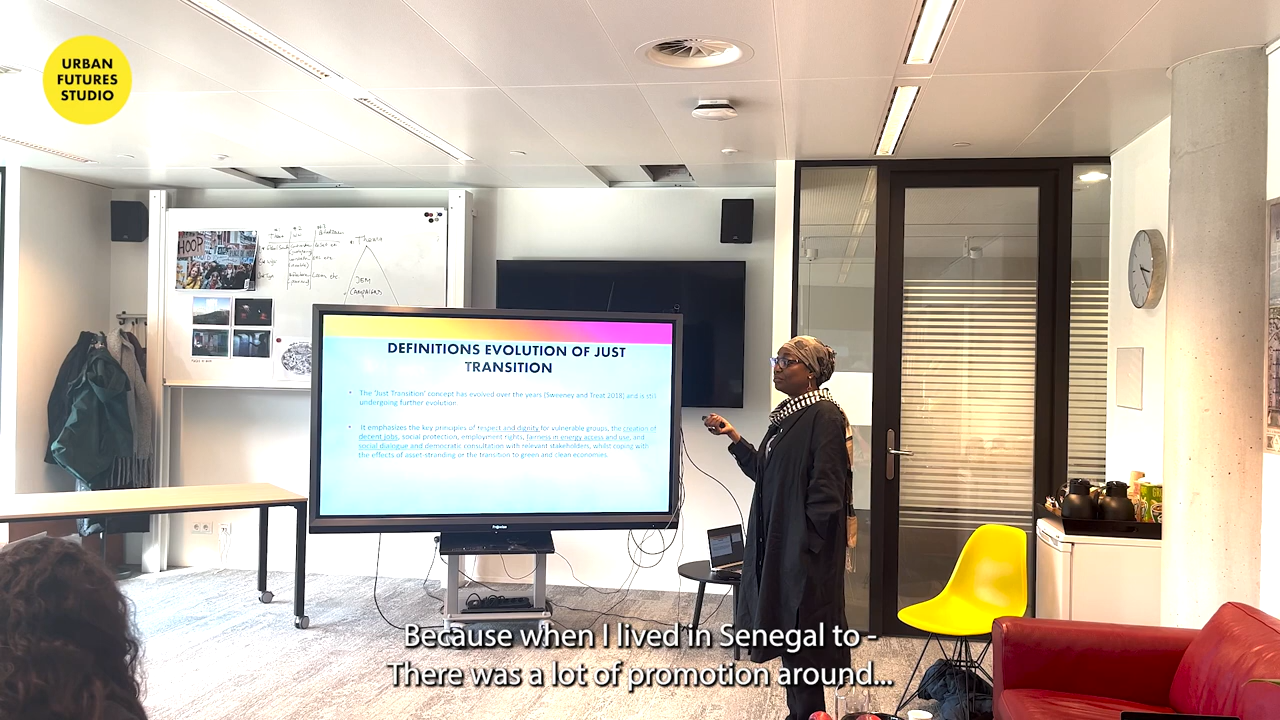 URBAN
FUTURES
STUDIO
HOOP
Thema
CAMPAIGNS
DEFINITIONS EVOLUTION OF JUST
TRANSITION
• The 'Just Transition' concept has evolved over the years (Sweeney and Treat 2018) and is still
undergoing further evolution
• It emphasizes the key principles of respect and dignity for vulnerable groups, the creation of
decent jobs, social protection, employment rights, fairness in energy access and use, and
social dialogue and democratic consultation with relevant stakeholders, whilst coping with
the effects of asset-stranding or the transition to green and clean economies.
Because when I lived in Senegal to -
There was a lot of promotion around...